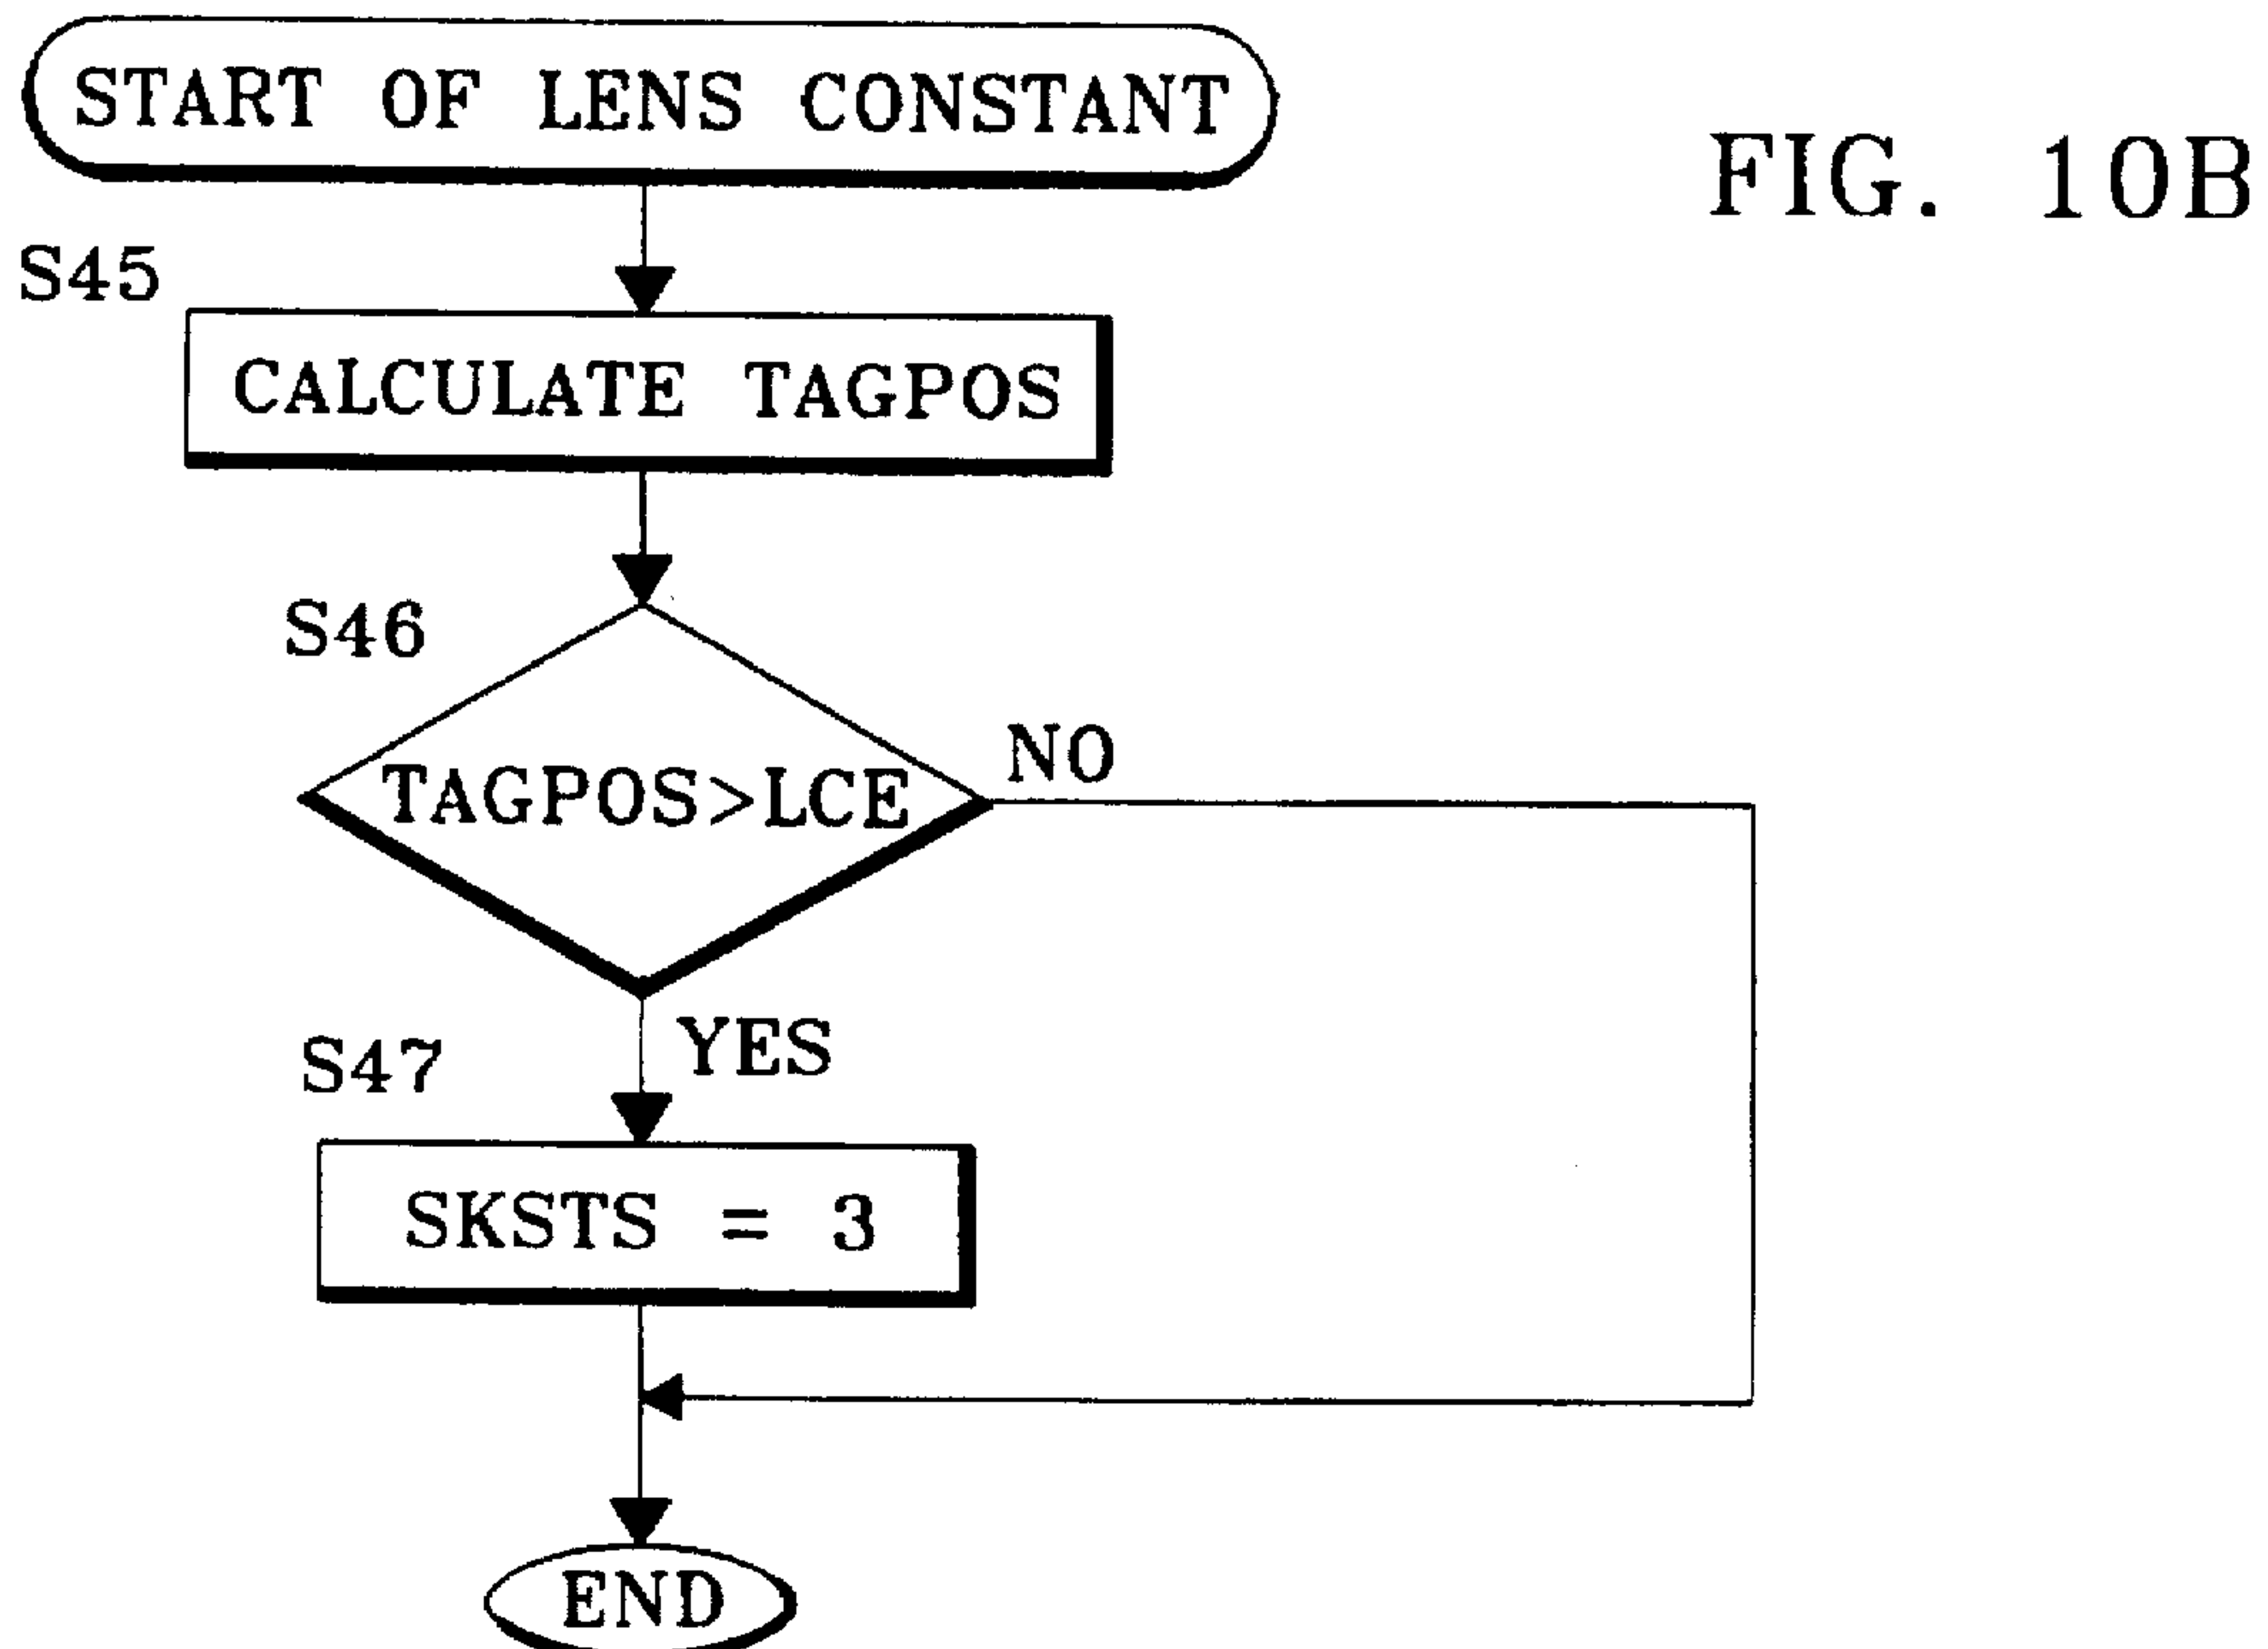 START OF LENS CONSTANT
FIG. 10B
S45
CALCULATE TAGPOS
S46
TAGPOS>LCE
NO
YES
S47
SKSTS = 3
END